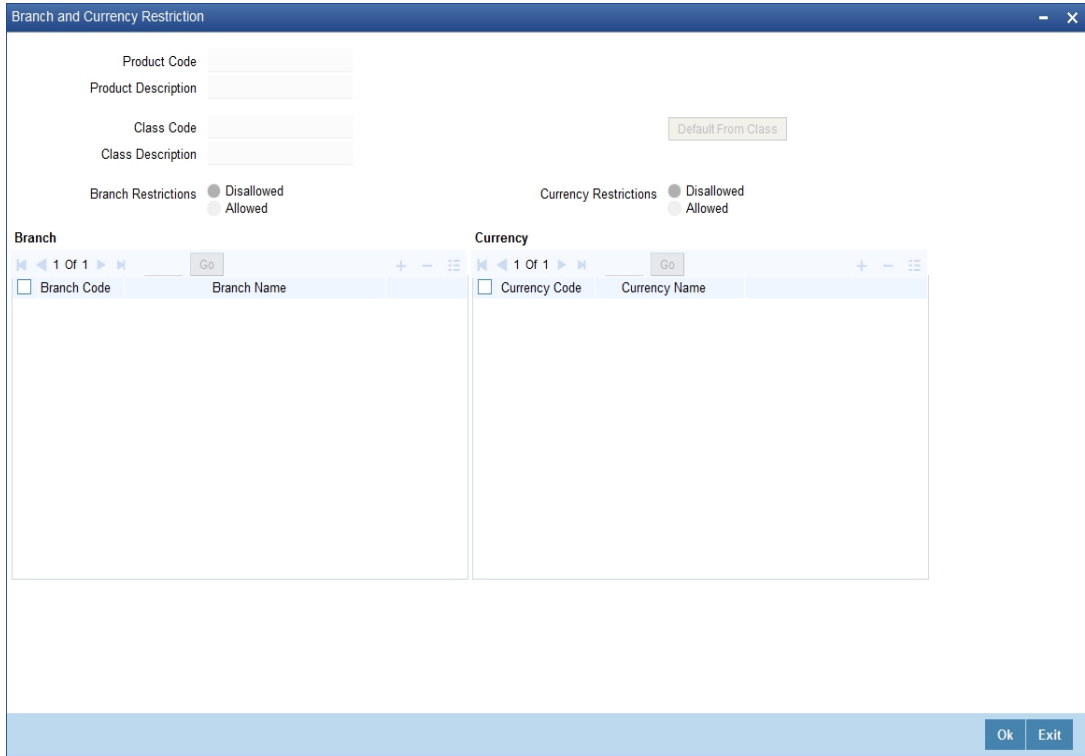 Branch and Currency Restriction
Product Code
Product Description
Class Code
Default From Class
Class Description
Branch Restrictions Disallowed
Allowed
Currency Restrictions Disallowed
Allowed
Branch
1 Of 1 Go
Branch Code Branch Name
Currency
1 Of 1 Go
Currency Code Currency Name
Ok Exit